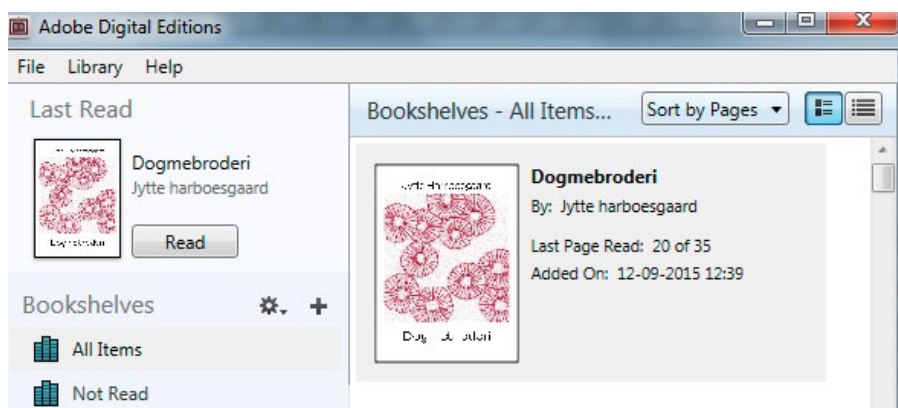 Adobe Digital Editions
File Library Help
Last Read
Dogmebroderi
Jytte harboesgaard
Read
Bookshelves
All Items
Not Read
Bookshelves - All Items...
Sort by Pages
Dogmebroderi
By: Jytte harboesgaard
Last Page Read: 20 of 35
Added On: 12-09-2015 12:39